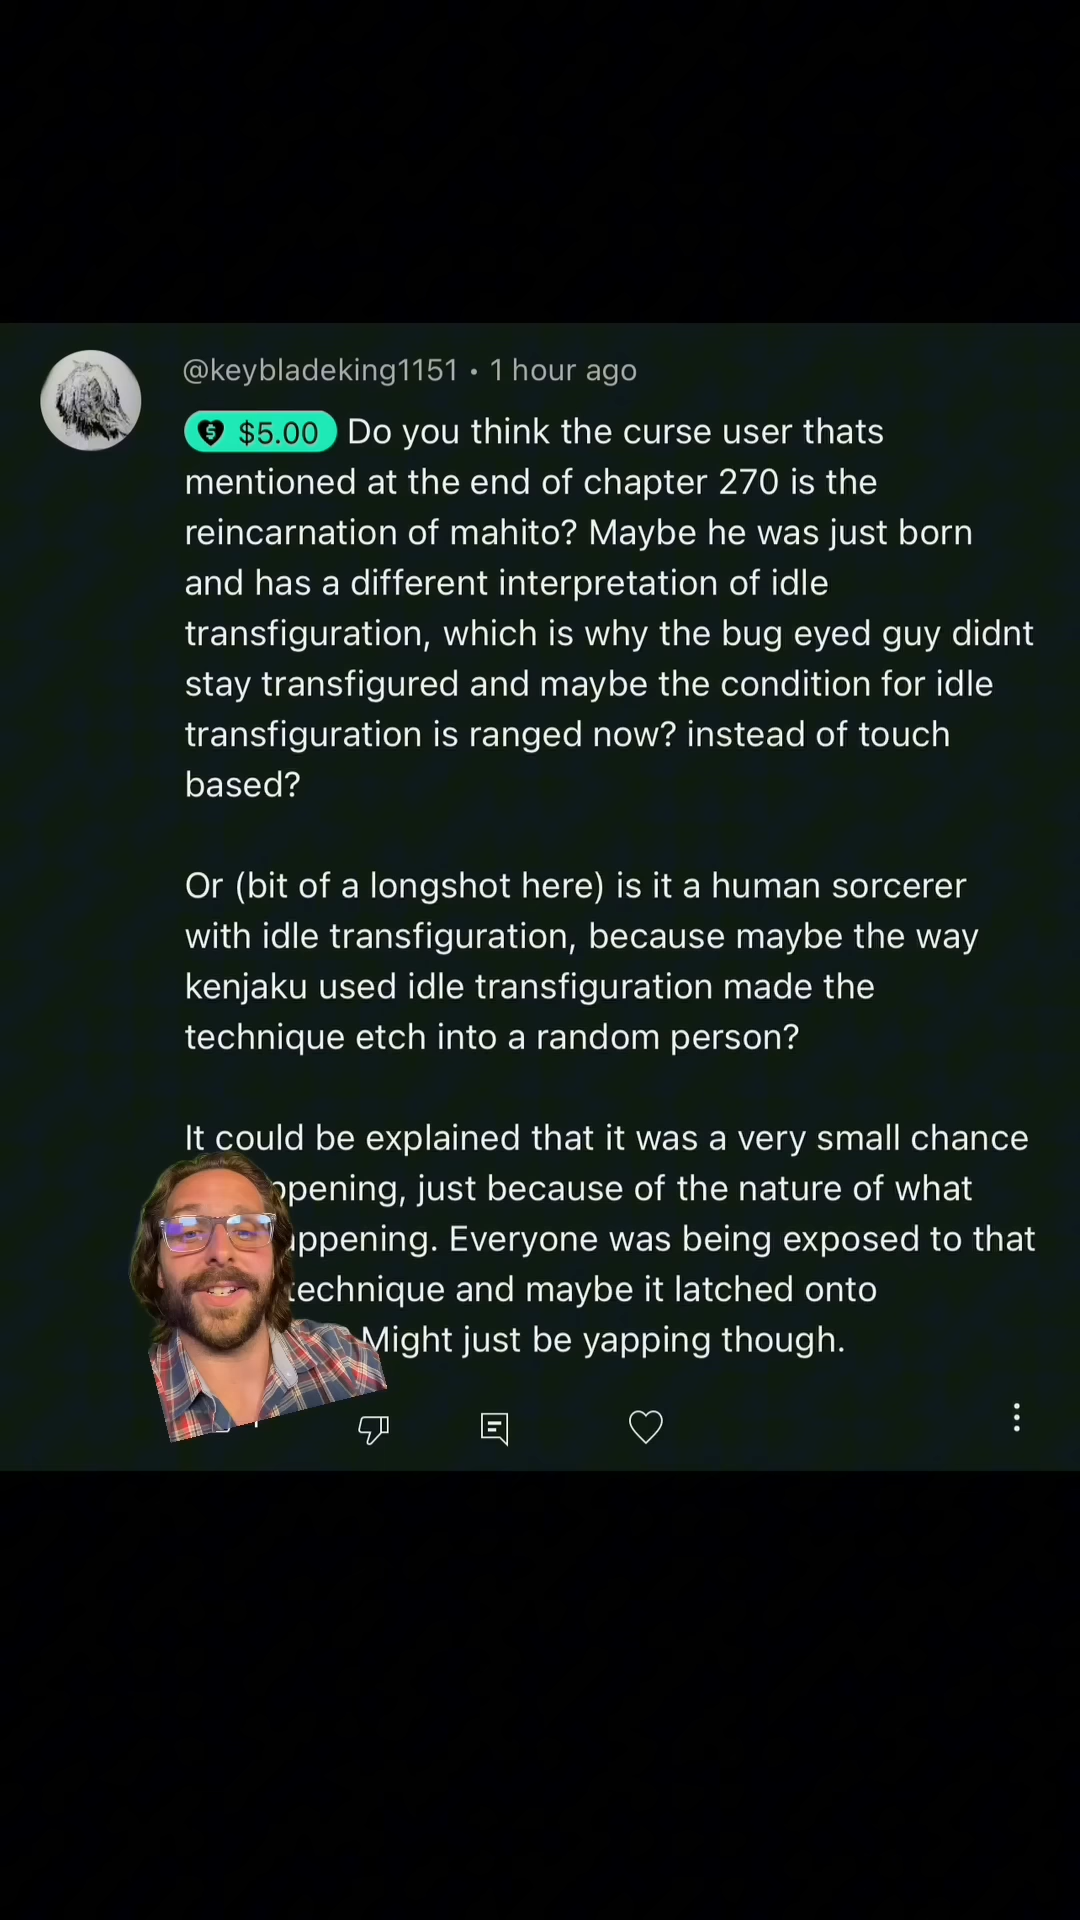 @keybladeking1151 • 1 hour ago
$5.00 Do you think the curse user thats
mentioned at the end of chapter 270 is the
reincarnation of mahito? Maybe he was just born
and has a different interpretation of idle
transfiguration, which is why the bug eyed guy didnt
stay transfigured and maybe the condition for idle
transfiguration is ranged now? instead of touch
based?
Or (bit of a longshot here) is it a human sorcerer
with idle transfiguration, because maybe the way
kenjaku used idle transfiguration made the
technique etch into a random person?
It could be explained that it was a very small chance
just because of the nature of what
Everyone was being exposed to that
technique and maybe it latched onto
Might just be yapping though.